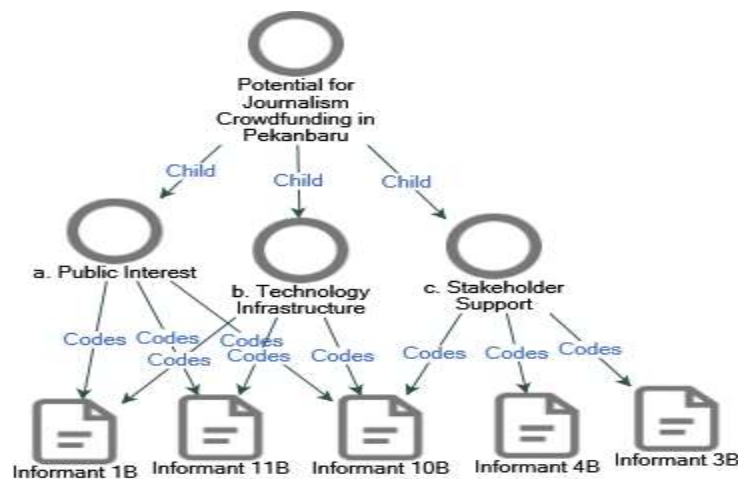 Potential for
Journalism
Crowdfunding in
Pekanbaru
Child
Child
Child
a. Public Interest
b. Technology
Infrastructure
c. Stakeholder
Support
Codes
Codes
Codes
Codes
Codes
Codes
Codes
Codes
Codes
Informant 1B
Informant 11B
Informant 10B
Informant 4B
Informant 3B